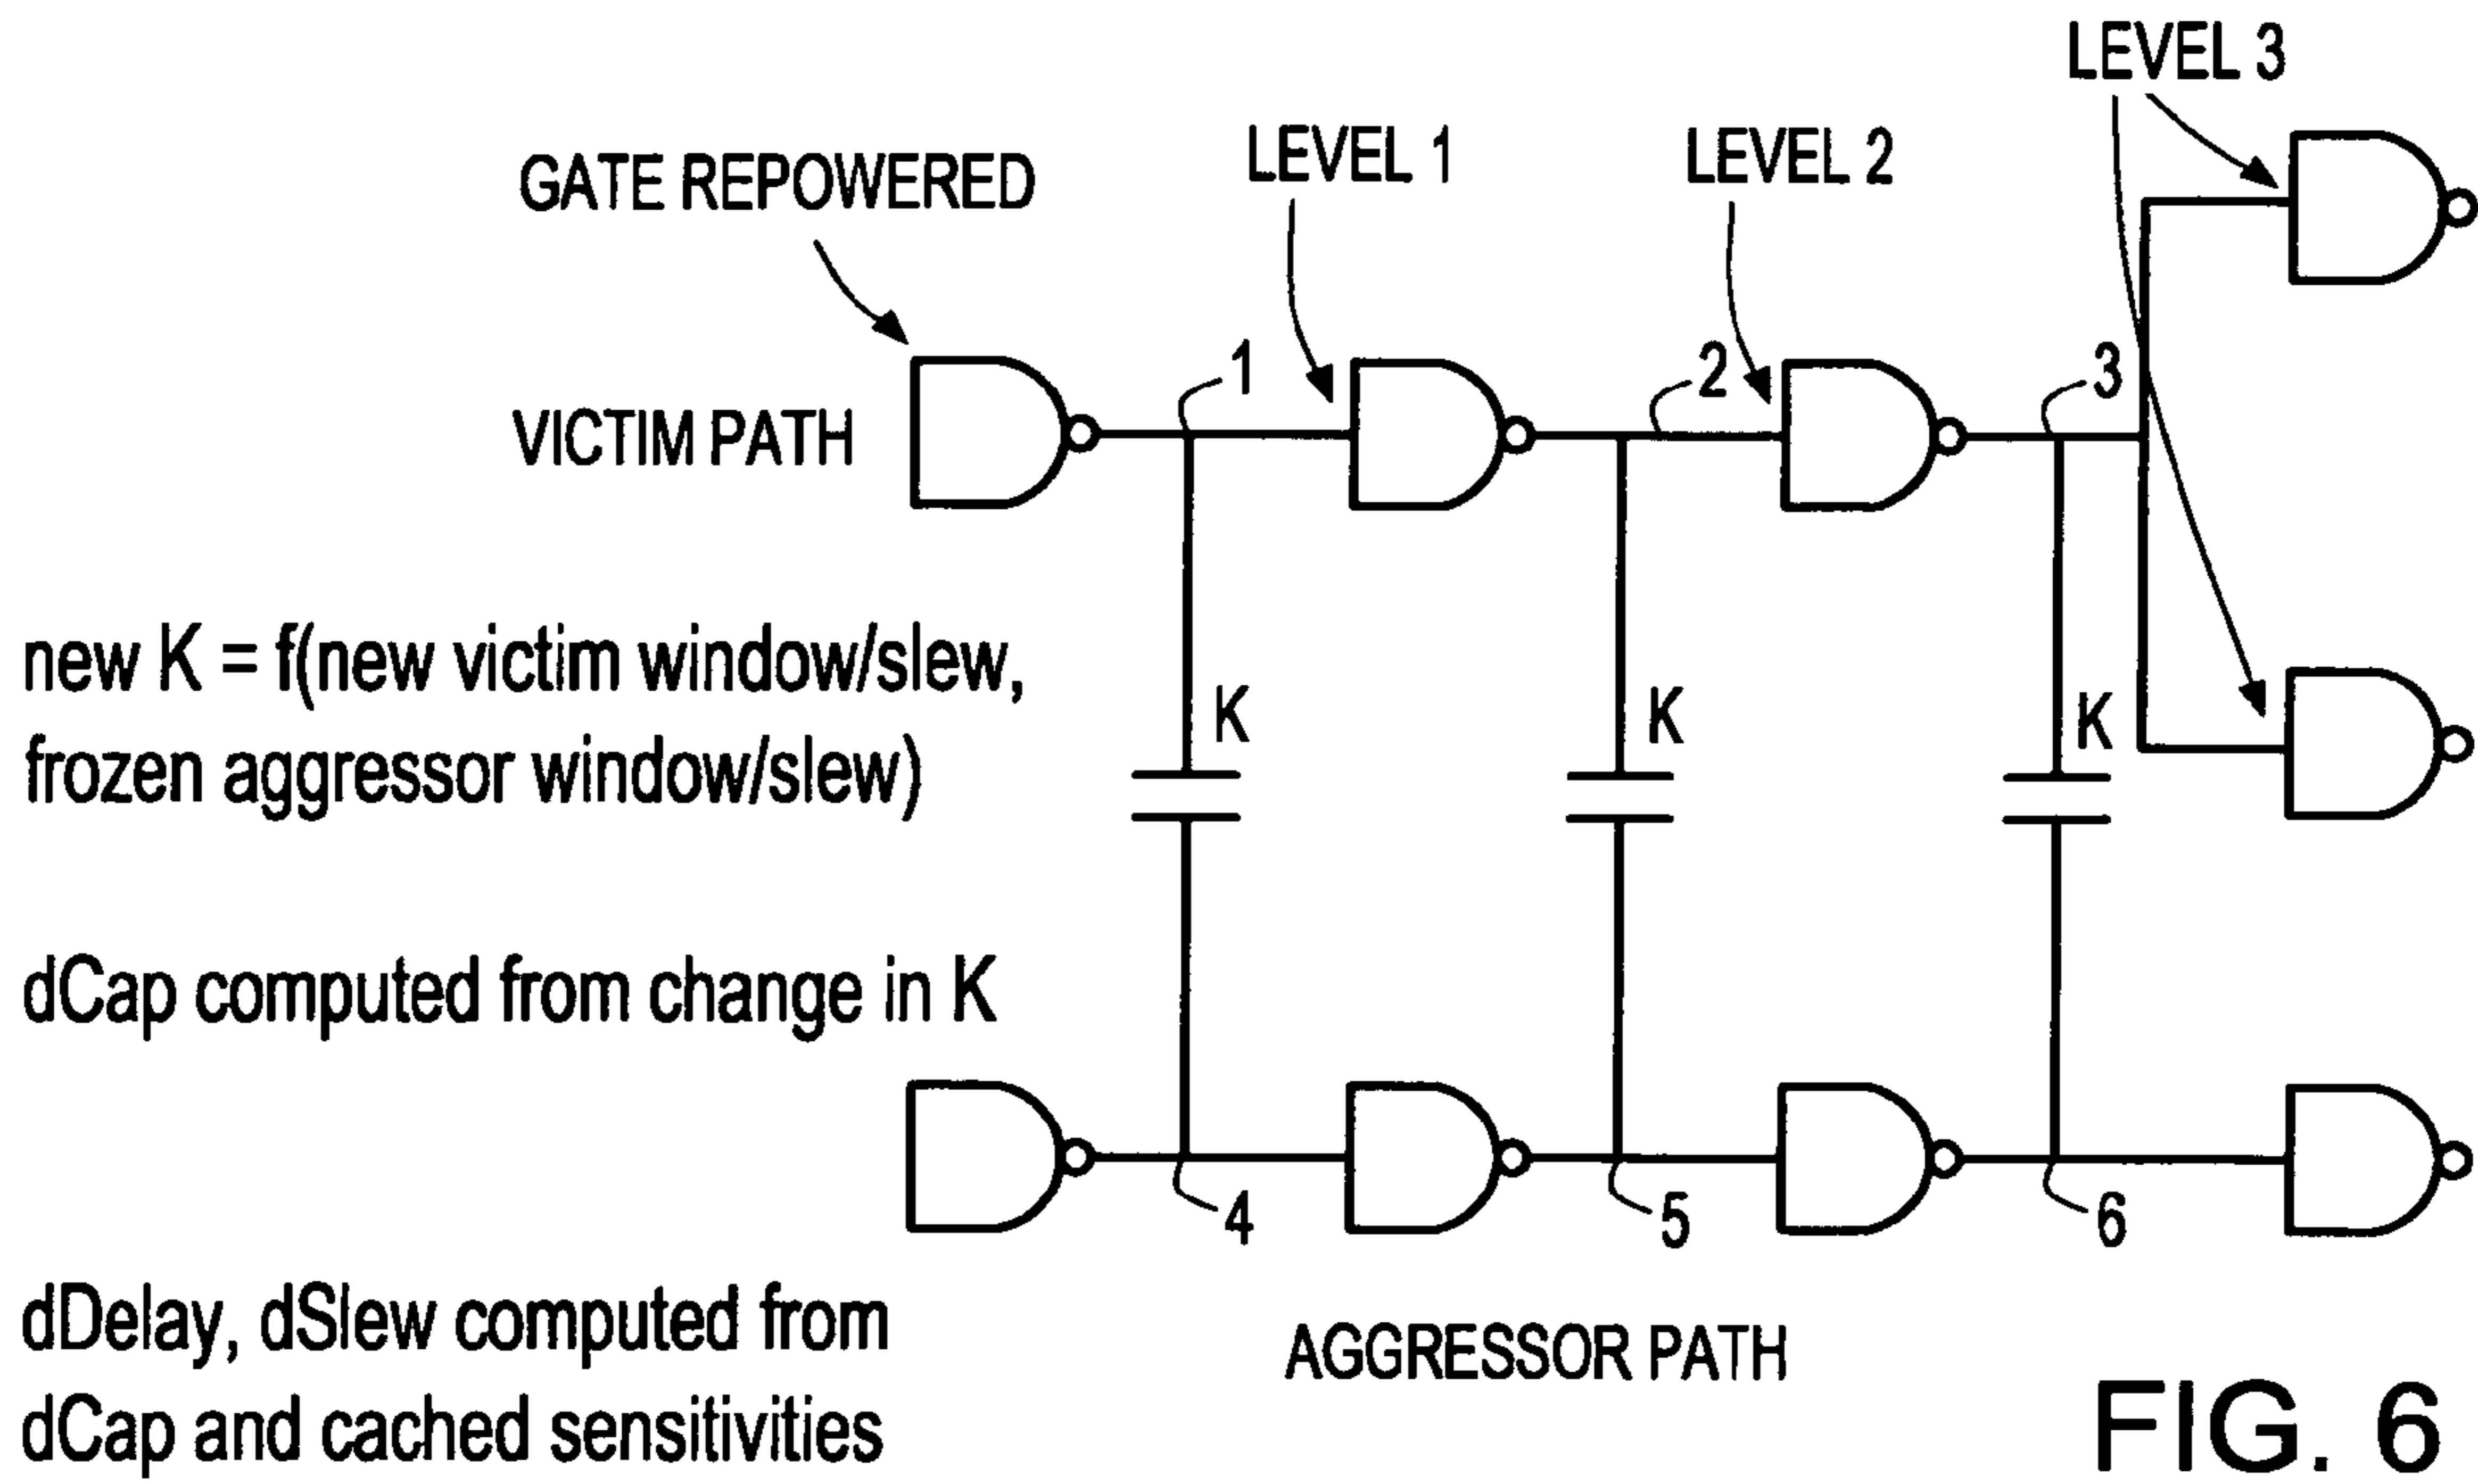 LEVEL 3
LEVEL 1
LEVEL 2
GATE REPOWERED
1
2
3
VICTIM PATH
new K = f(new victim window/slew,
frozen aggressor window/slew)
K
K
K
dCap computed from change in K
4
5
6
dDelay, dSlew computed from
dCap and cached sensitivities
AGGRESSOR PATH
FIG. 6